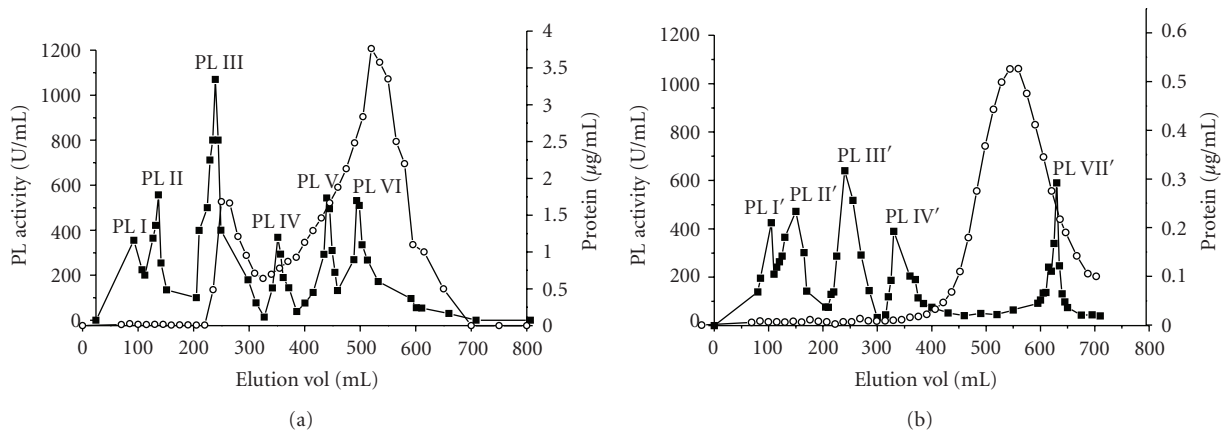 PL activity (U/mL)
1200
1000
800
600
400
200
0
PL I
PL II
PL III
PL IV
PL V
PL VI
4
3.5
3
2.5
2
1.5
1
0.5
0
Protein (μg/mL)
0 100 200 300 400 500 600 700 800
Elution vol (mL)
(a)
PL activity (U/mL)
1200
1000
800
600
400
200
0
PL I′
PL II′
PL III′
PL IV′
PL VII′
0.6
0.5
0.4
0.3
0.2
0.1
0
Protein (μg/mL)
0 100 200 300 400 500 600 700 800
Elution vol (mL)
(b)